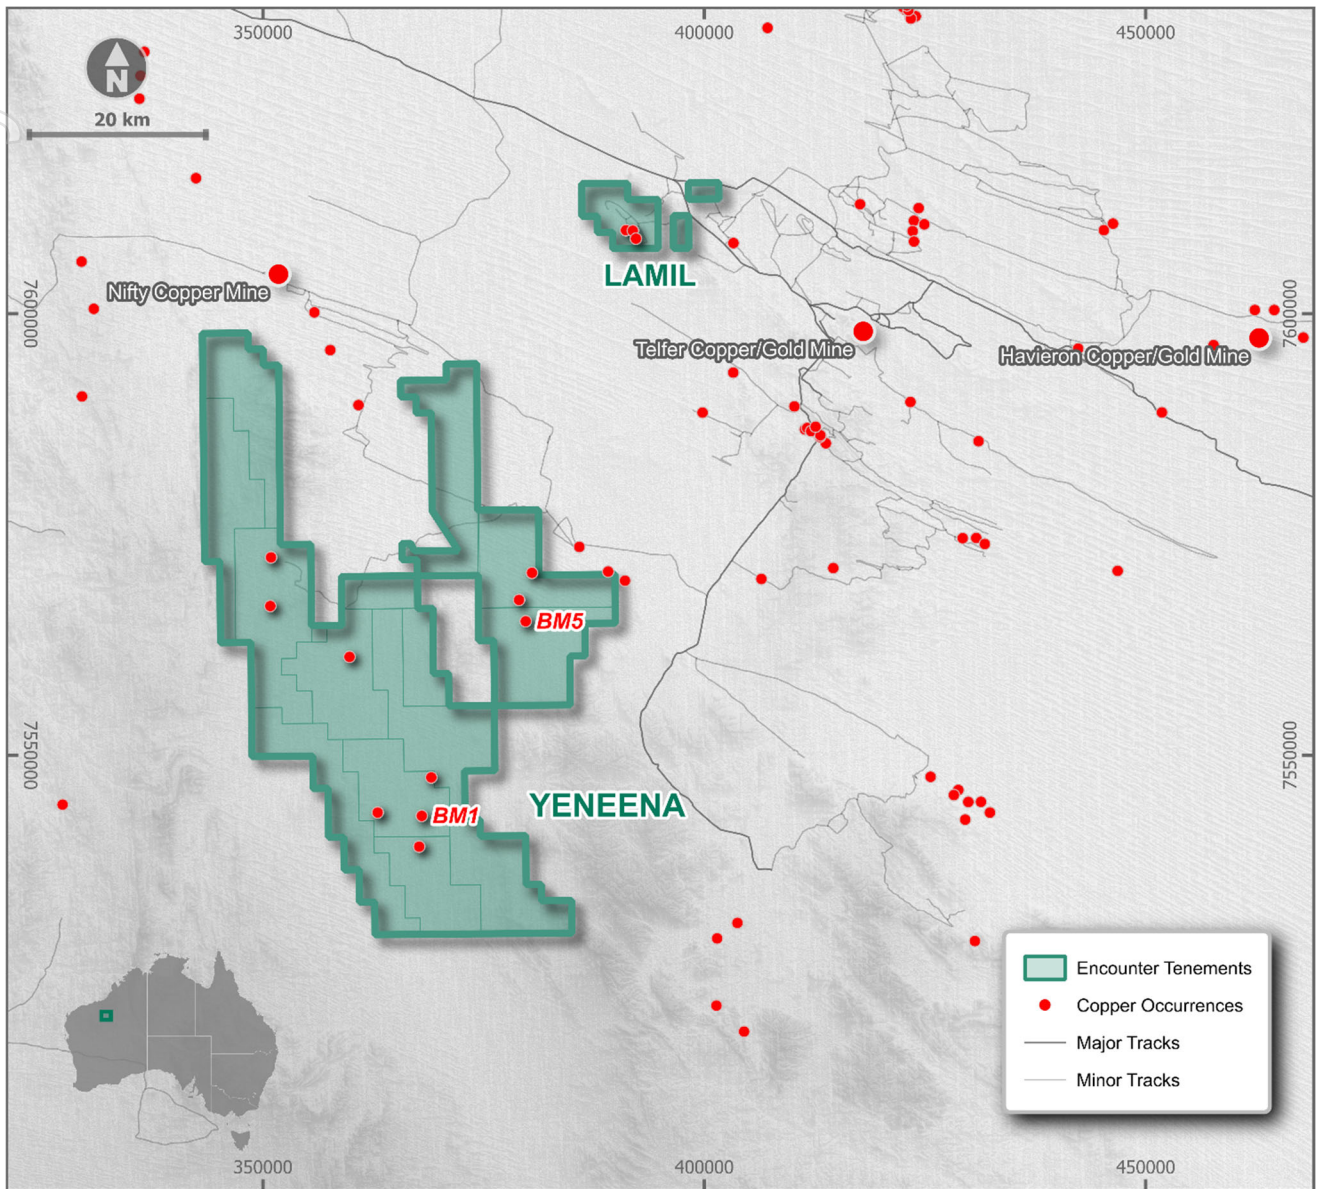 350000
400000
450000
N
20 km
LAMIL
Nifty Copper Mine
7600000
7600000
Telfer Copper/Gold Mine
Havieron Copper/Gold Mine
BM5
7550000
7550000
YENEENA
BM1
Encounter Tenements
Copper Occurrences
Major Tracks
Minor Tracks
350000
400000
450000